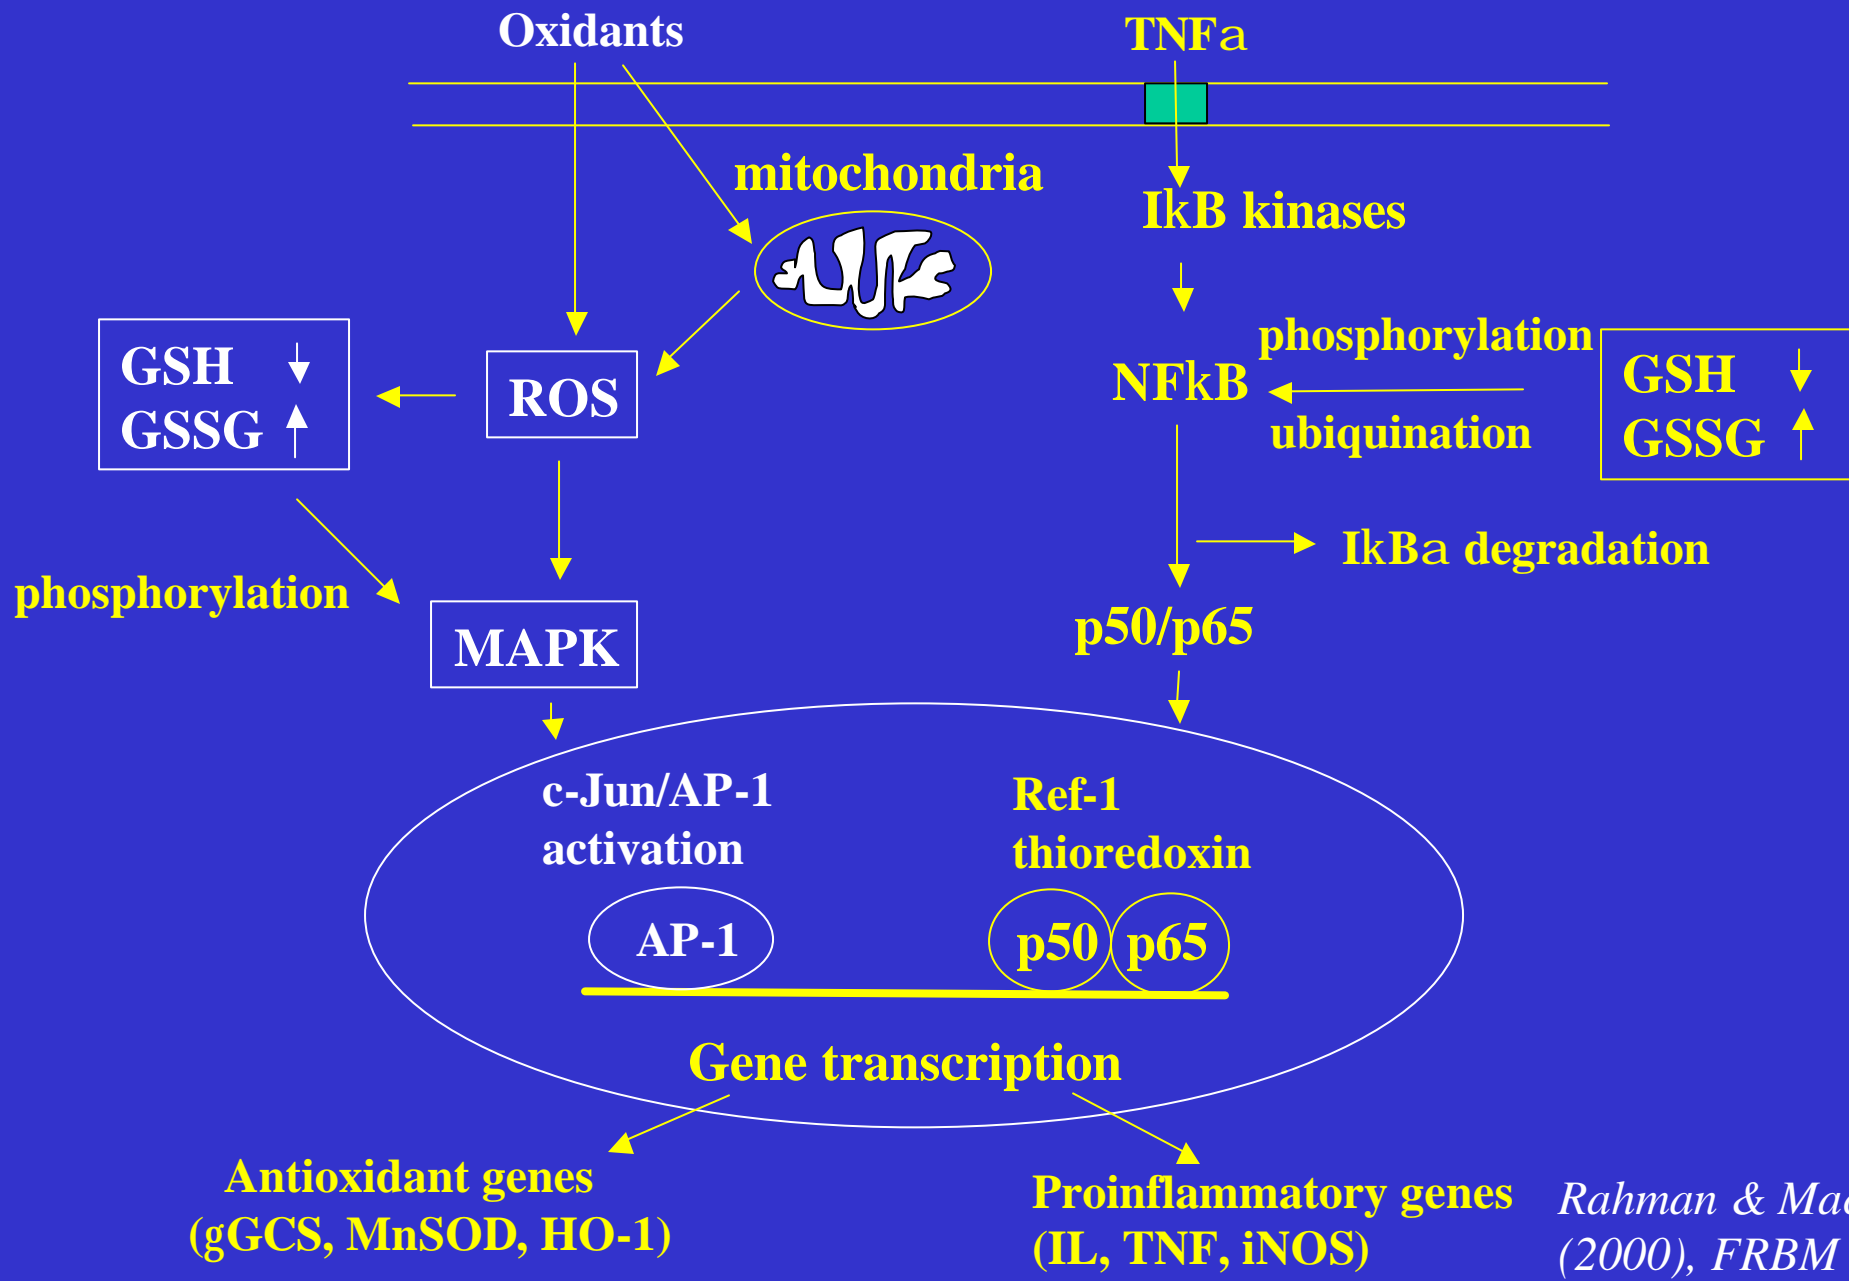 Oxidants
TNFa
mitochondria
IkB kinases
GSH
GSSG
ROS
phosphorylation
NFkB
ubiquination
GSH
GSSG
IkBa degradation
phosphorylation
MAPK
p50/p65
c-Jun/AP-1
activation
Ref-1
thioredoxin
AP-1
p50
p65
Gene transcription
Antioxidant genes
(gGCS, MnSOD, HO-1)
Proinflammatory genes
(IL, TNF, iNOS)
Rahman &
(2000), FRBM